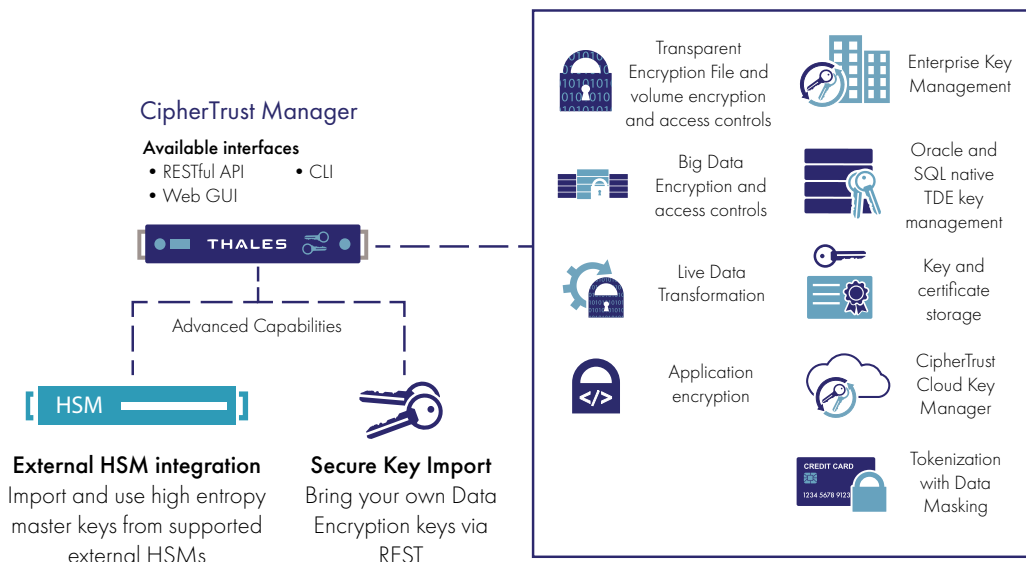 CipherTrust Manager
Available interfaces
• RESTful API
• CLI
• Web GUI
THALES
Advanced Capabilities
HSM
External HSM integration
Import and use high entropy
master keys from supported
external HSMs
Secure Key Import
Bring your own Data
Encryption keys via
REST
Transparent
Encryption File and
volume encryption
and access controls
Big Data
Encryption and
access controls
Live Data
Transformation
</>
Application
encryption
Enterprise Key
Management
Oracle and
SQL native
TDE key
management
Key and
certificate
storage
CipherTrust
Cloud Key
Manager
CREDIT CARD
1234 5678 9123
Tokenization
with Data
Masking